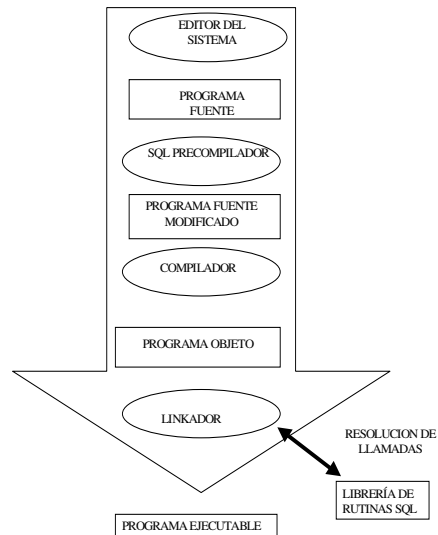 EDITOR DEL
SISTEMA
PROGRAMA
FUENTE
SQL PRECOMPILADOR
PROGRAMA FUENTE
MODIFICADO
COMPILADOR
PROGRAMA OBJETO
LINKADOR
RESOLUCION DE
LLAMADAS
LIBRERÍA DE
RUTINAS SQL
PROGRAMA EJECUTABLE